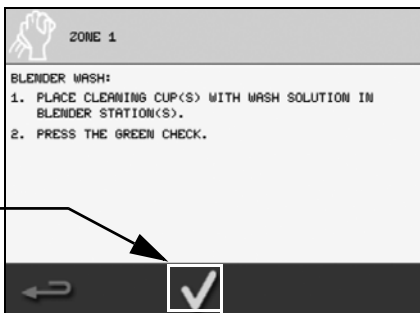 ZONE 1
BLENDER WASH:
1. PLACE CLEANING CUP(S) WITH WASH SOLUTION IN
BLENDER STATION(S).
2. PRESS THE GREEN CHECK.